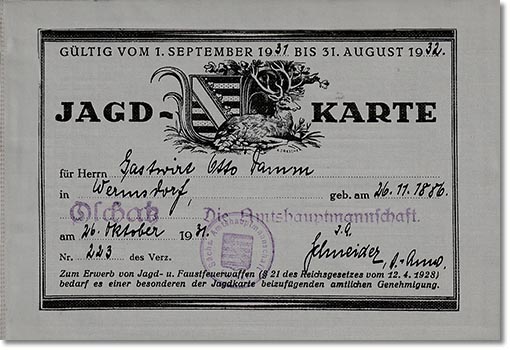 GÜLTIG VOM 1. SEPTEMBER 1931 BIS 31. AUGUST 1932.
JAGD-KARTE
für Herrn Gastwirt Otto Tamm
in Wermsdorf, geb. am 26.11.1886.
Oschatz Die Amtshauptmannschaft.
am 26. Oktober 1931. I.A.
Nr. 223 des Verz. Schneider,
Zum Erwerb von Jagd- u. Faustfeuerwaffen (§ 21 des Reichsgesetzes vom 12. 4. 1928)
bedarf es einer besonderen der Jagdkarte beizufügenden amtlichen Genehmigung.